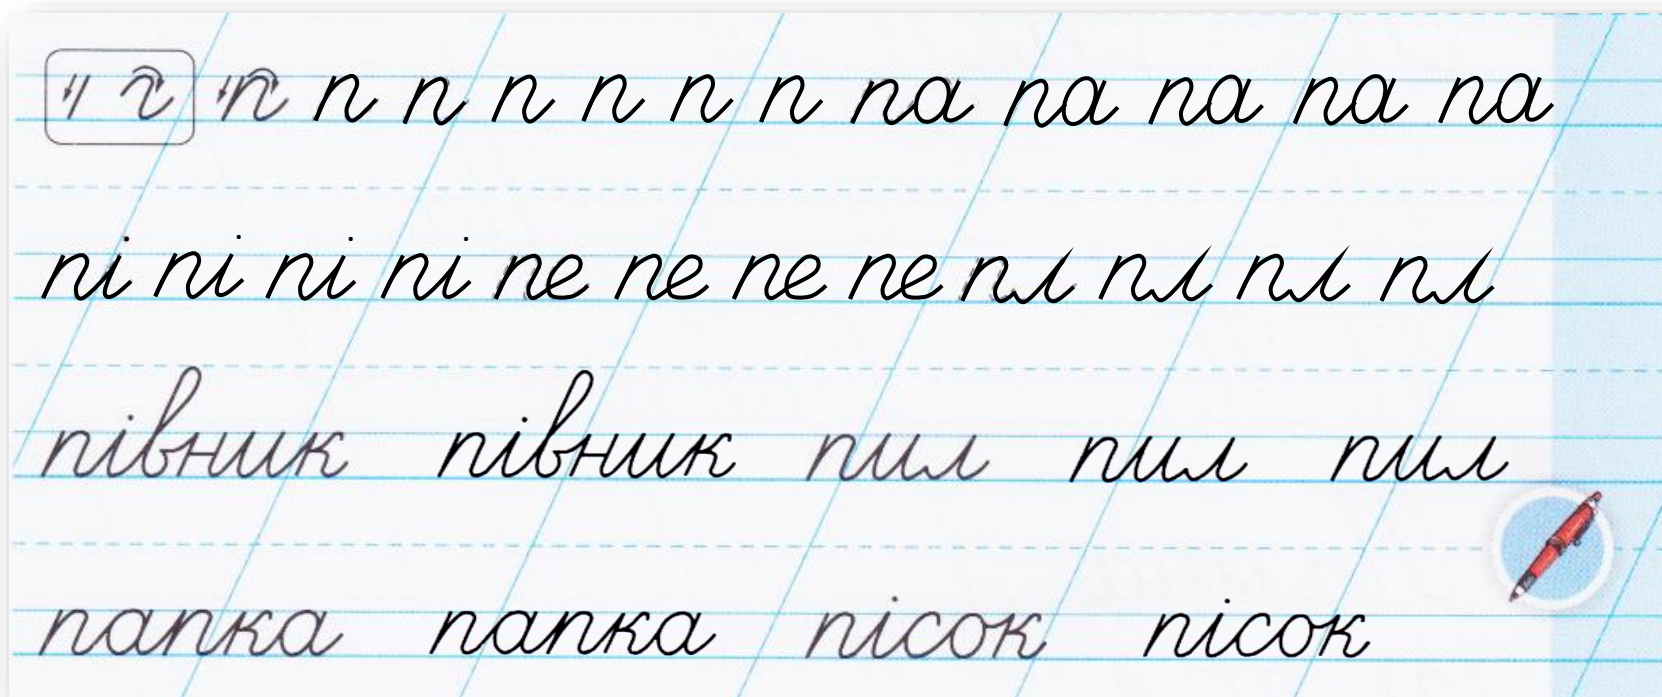 п п п п п п п па па па па па
пі пі пі пі пе пе пе пе пл пл пл пл
півник півник пил пил пил
папка папка пісок пісок